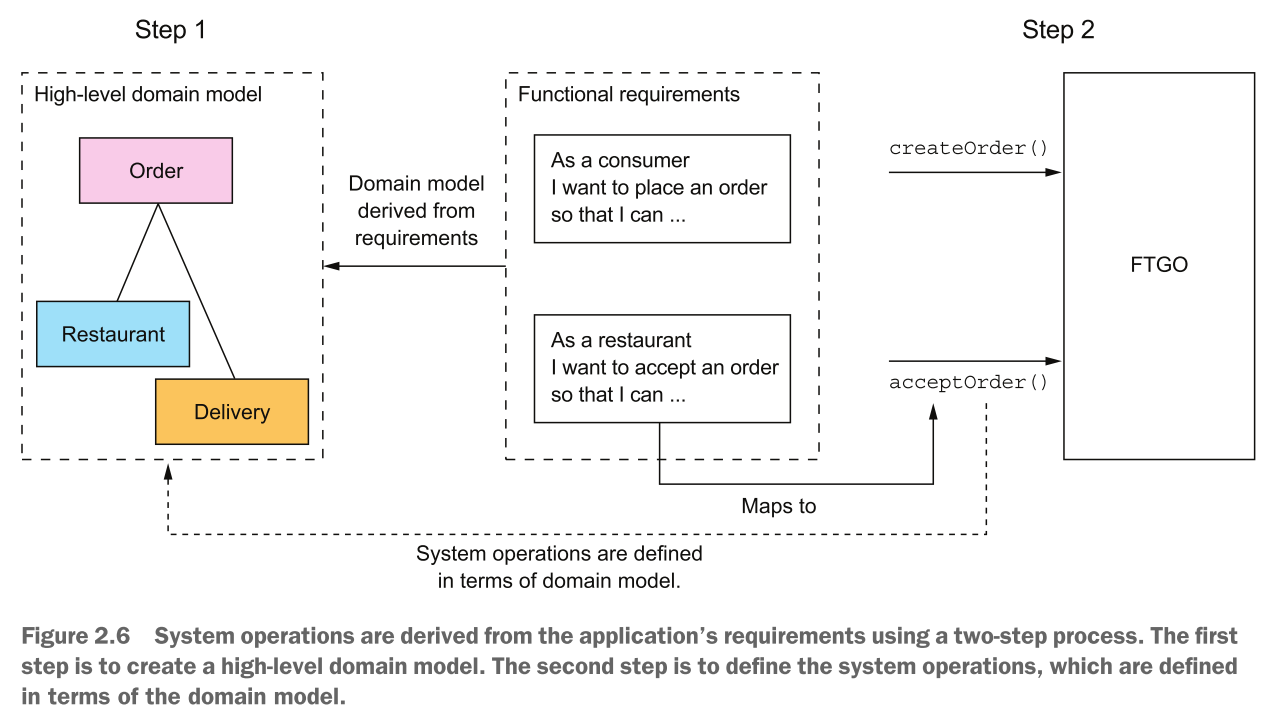 Step 1
Step 2
High-level domain model
Order
Restaurant
Delivery
Domain model
derived from
requirements
Functional requirements
As a consumer
I want to place an order
so that I can ...
As a restaurant
I want to accept an order
so that I can ...
createOrder()
acceptOrder()
FTGO
Maps to
System operations are defined
in terms of domain model.
Figure 2.6 System operations are derived from the application’s requirements using a two-step process. The first
step is to create a high-level domain model. The second step is to define the system operations, which are defined
in terms of the domain model.